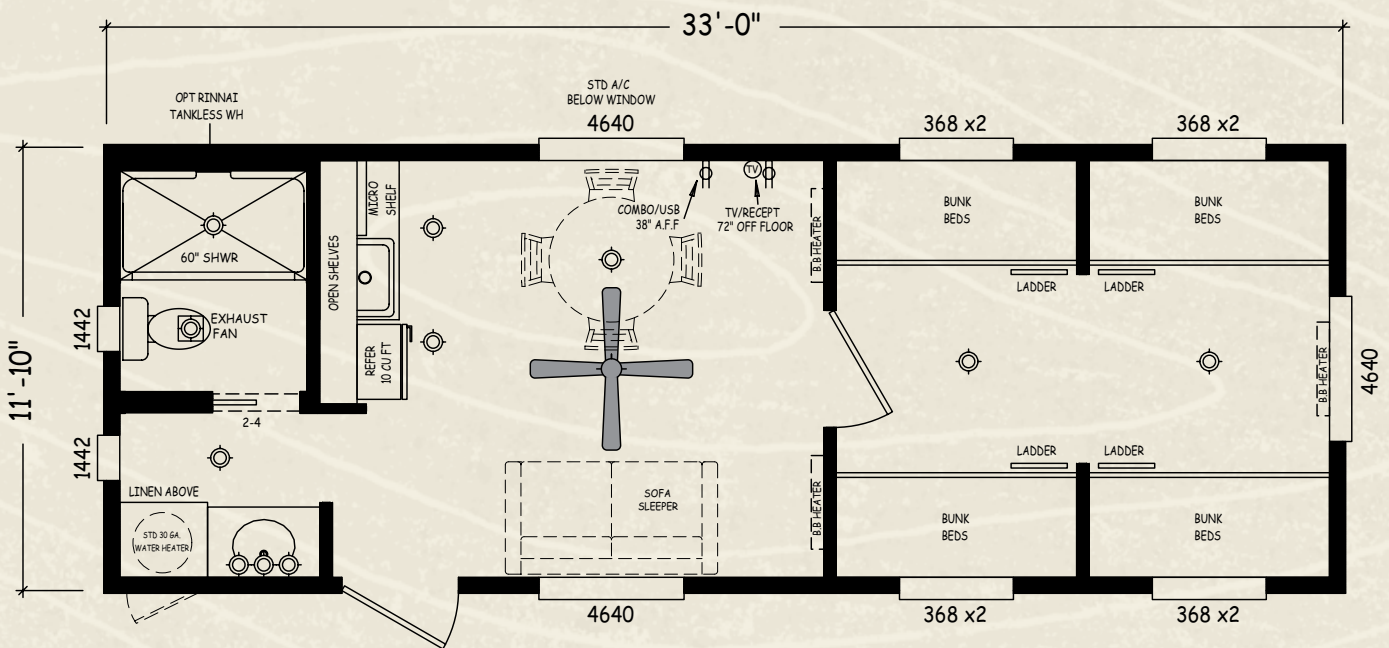 33'-0"
OPT RINNAI
TANKLESS WH
STD A/C
BELOW WINDOW
4640
368 x2
368 x2
11'-10"
1442
1442
60" SHWR
EXHAUST
FAN
2-4
LINEN ABOVE
STD 30 GA.
WATER HEATER
OPEN SHELVES
MICRO
SHELF
REFER
10 CU FT
COMBO/USB
38" A.F.F
TV
TV/RECEPT
72" OFF FLOOR
B.B HEATER
SOFA
SLEEPER
B.B HEATER
BUNK
BEDS
BUNK
BEDS
LADDER
LADDER
B.B HEATER
4640
LADDER
LADDER
BUNK
BEDS
BUNK
BEDS
4640
368 x2
368 x2